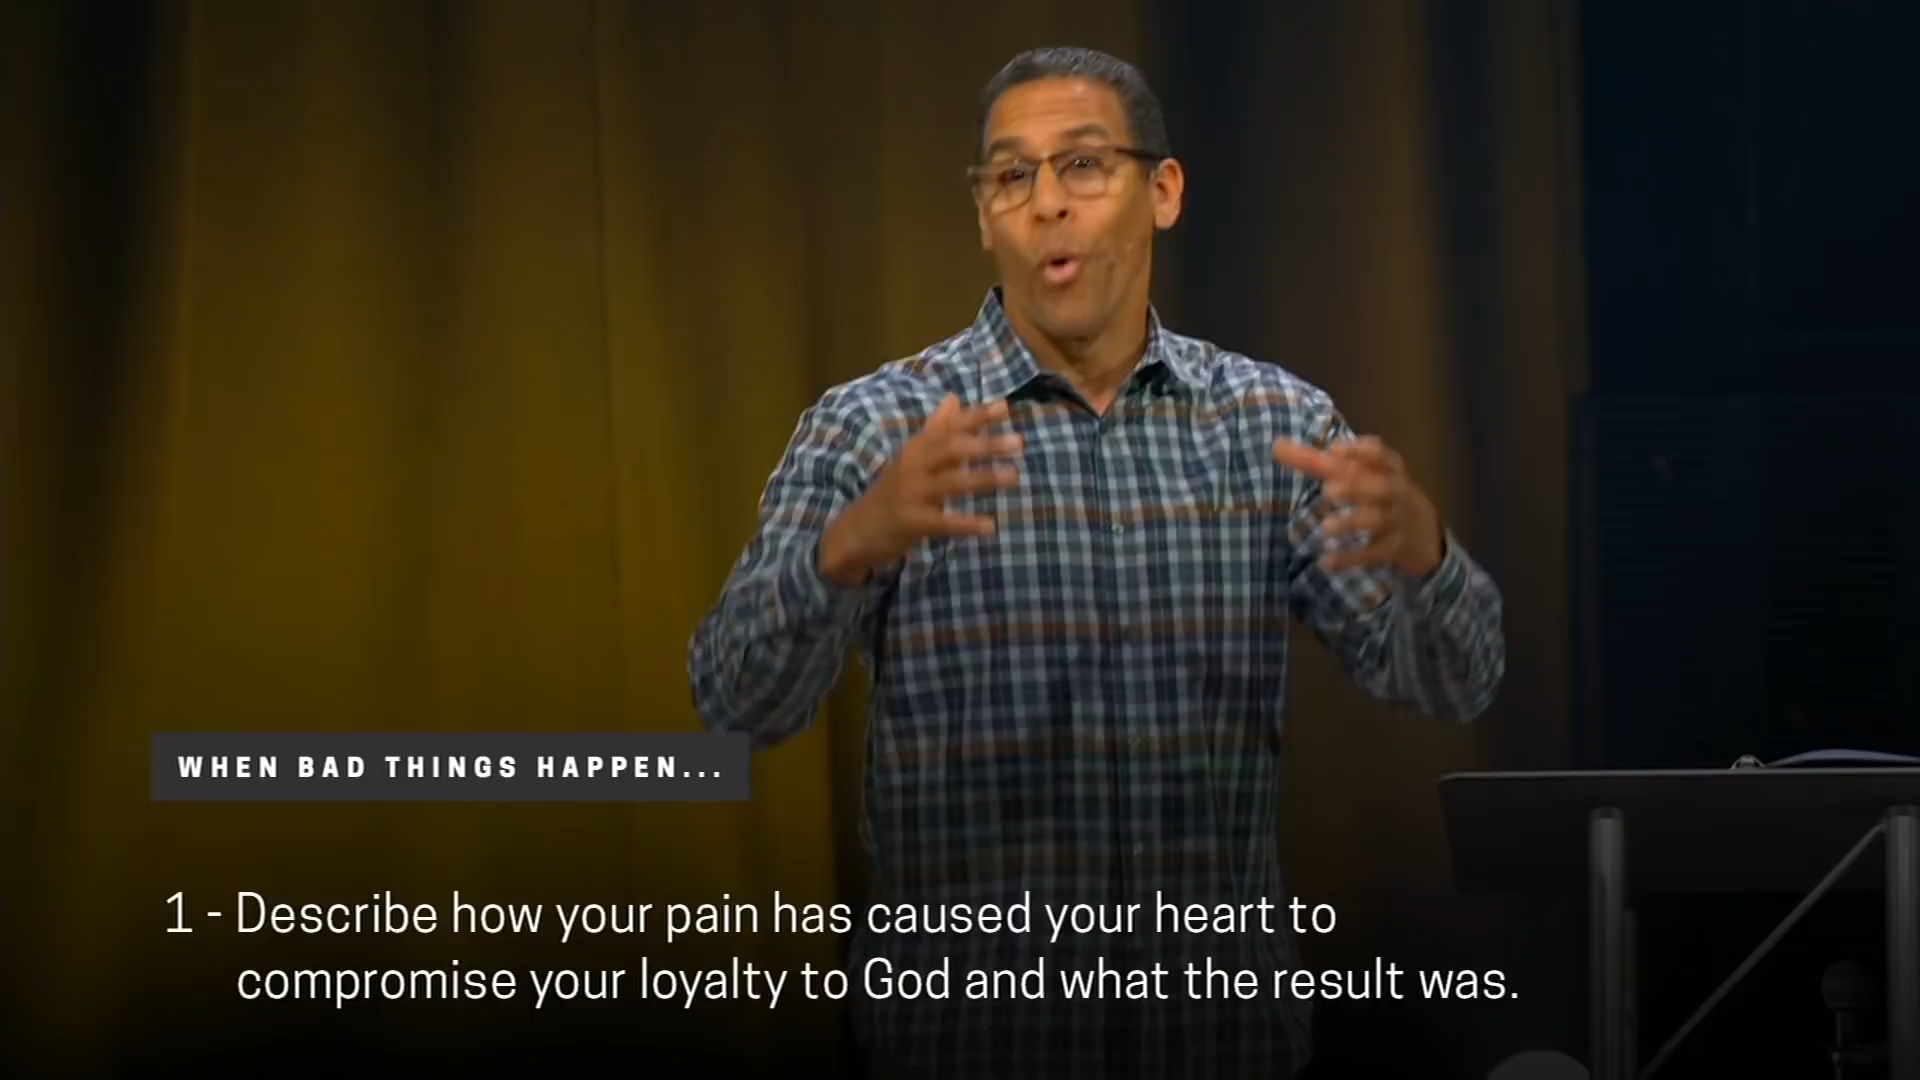 WHEN BAD THINGS HAPPEN...
1 - Describe how your pain has caused your heart to
compromise your loyalty to God and what the result was.